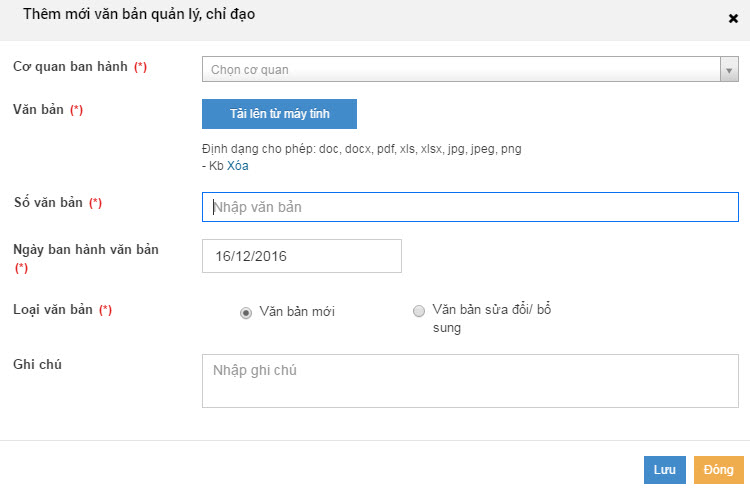 Thêm mới văn bản quản lý, chỉ đạo
Cơ quan ban hành (*)
Chọn cơ quan
Văn bản (*)
Tải lên từ máy tính
Định dạng cho phép: doc, docx, pdf, xls, xlsx, jpg, jpeg, png
- Kb Xóa
Số văn bản (*)
Nhập văn bản
Ngày ban hành văn bản
(*)
16/12/2016
Loại văn bản (*)
Văn bản mới
Văn bản sửa đổi/ bổ
sung
Ghi chú
Nhập ghi chú
Lưu
Đóng